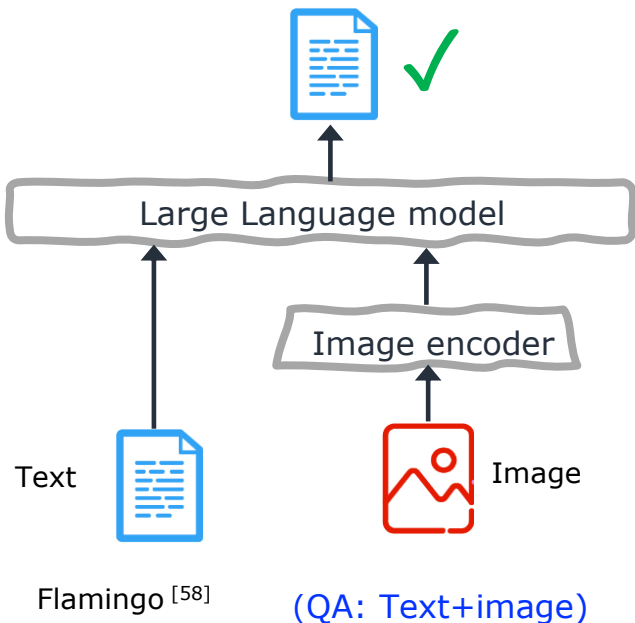 Large Language model
Image encoder
Text
Image
Flamingo [58]
(QA: Text+image)